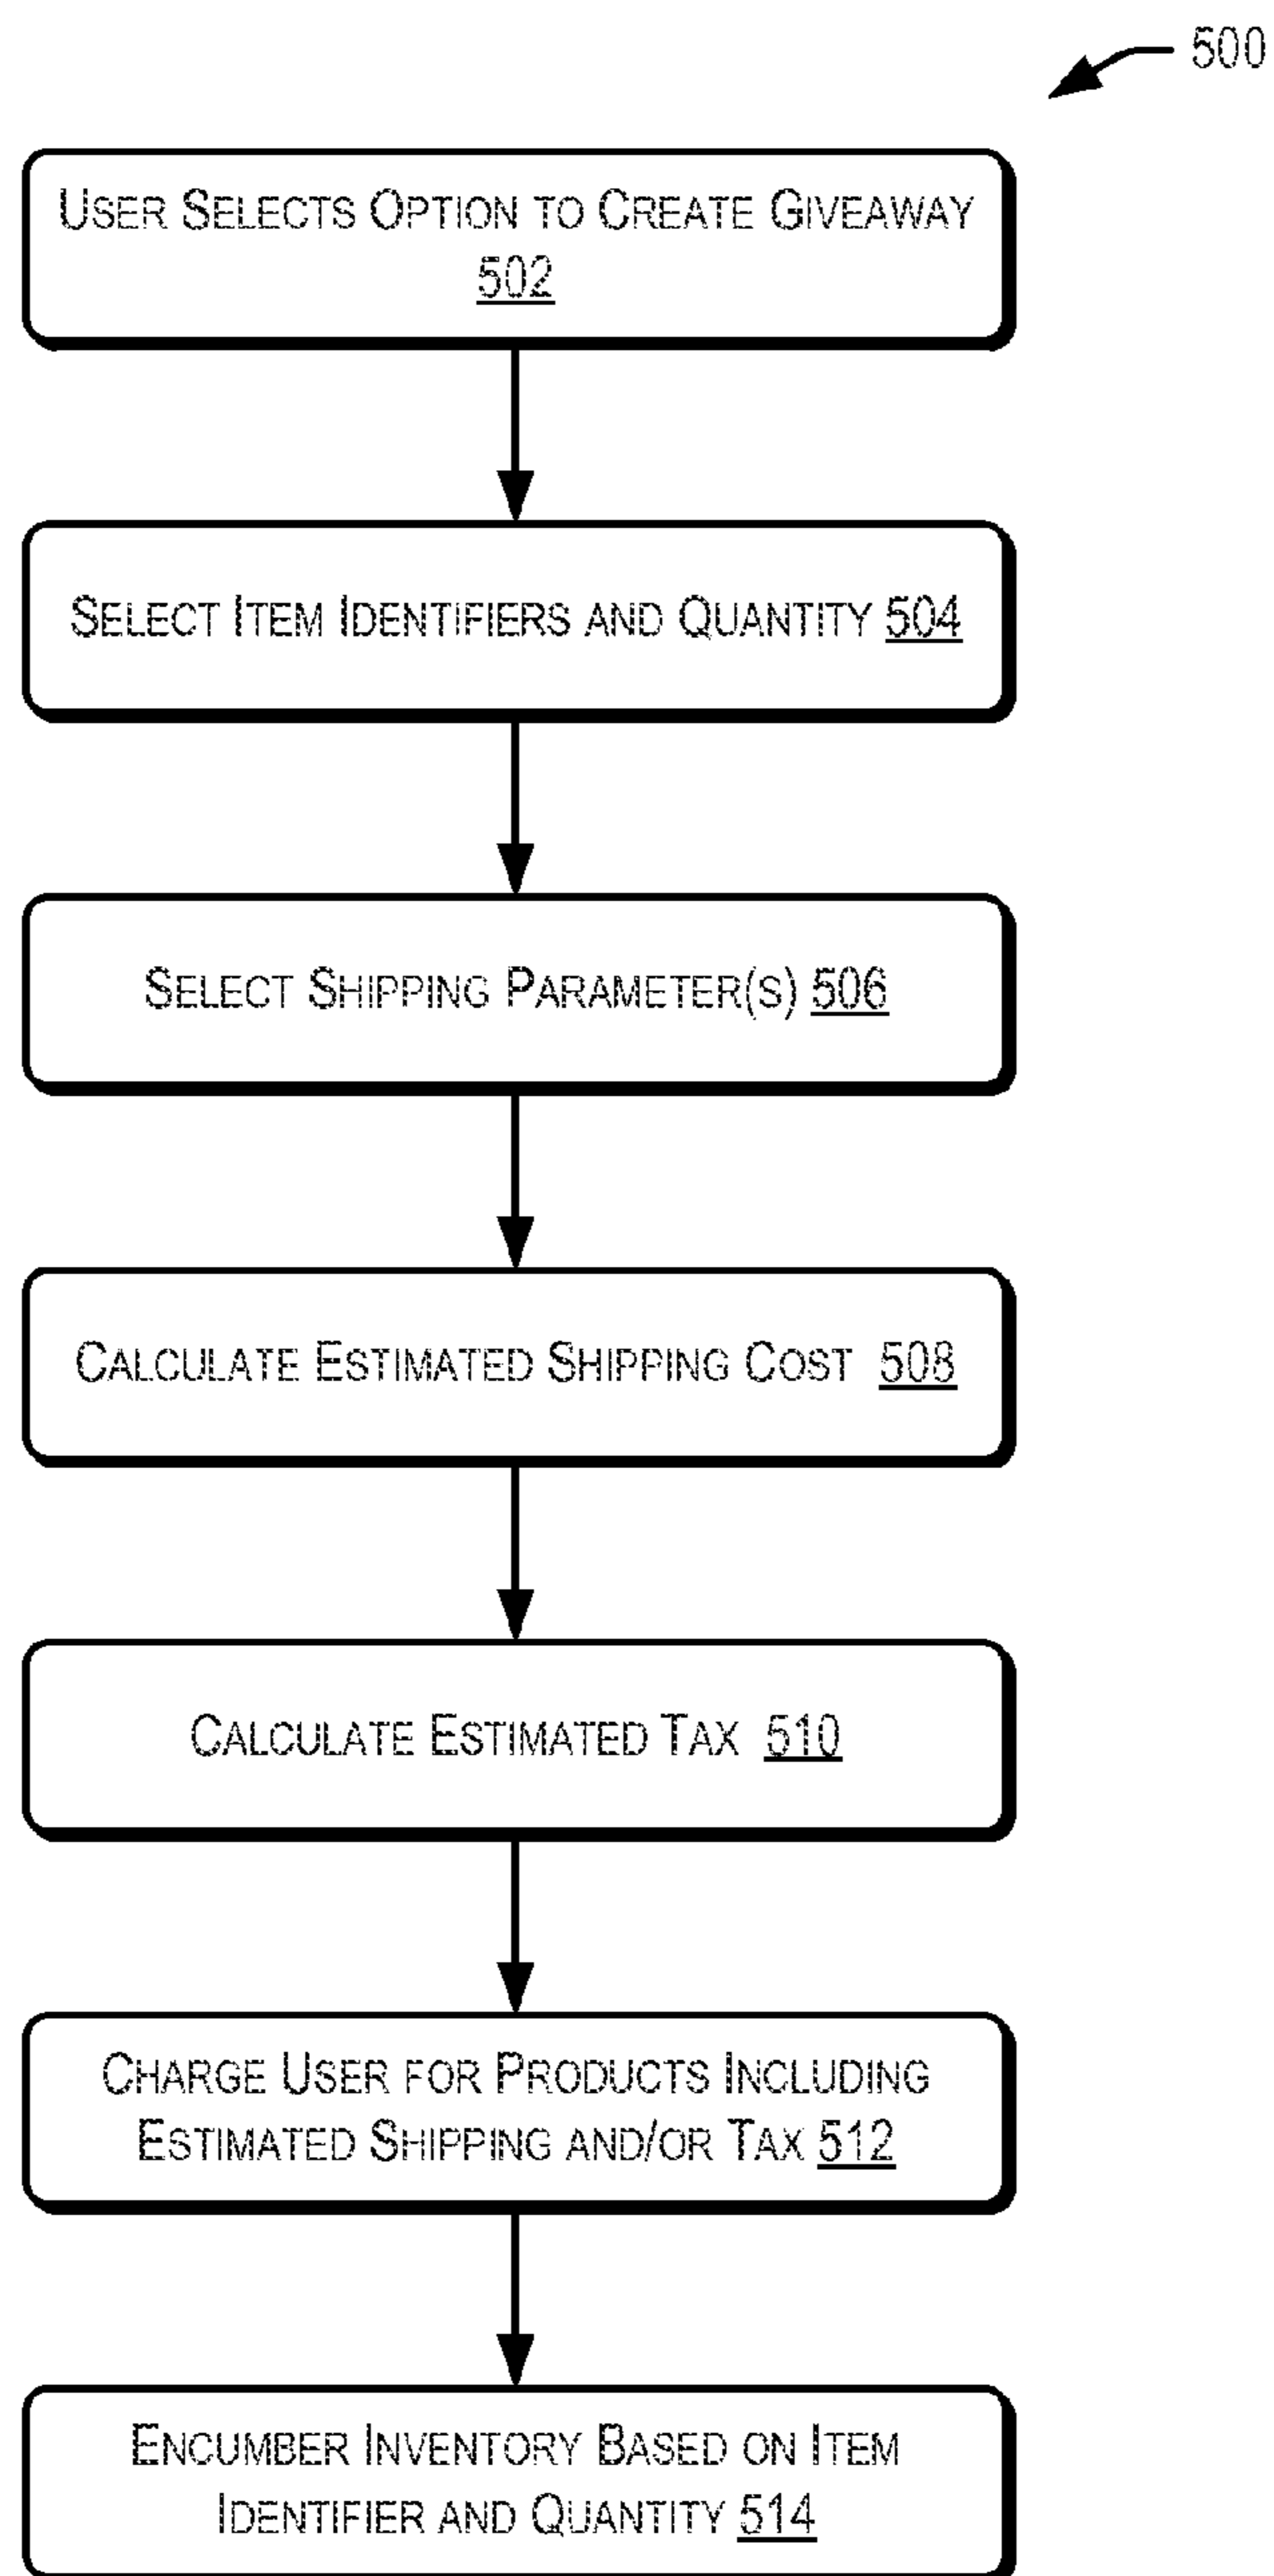 500
USER SELECTS OPTION TO CREATE GIVEAWAY
502
SELECT ITEM IDENTIFIERS AND QUANTITY 504
SELECT SHIPPING PARAMETER(S) 506
CALCULATE ESTIMATED SHIPPING COST 508
CALCULATE ESTIMATED TAX 510
CHARGE USER FOR PRODUCTS INCLUDING
ESTIMATED SHIPPING AND/OR TAX 512
ENCUMBER INVENTORY BASED ON ITEM
IDENTIFIER AND QUANTITY 514